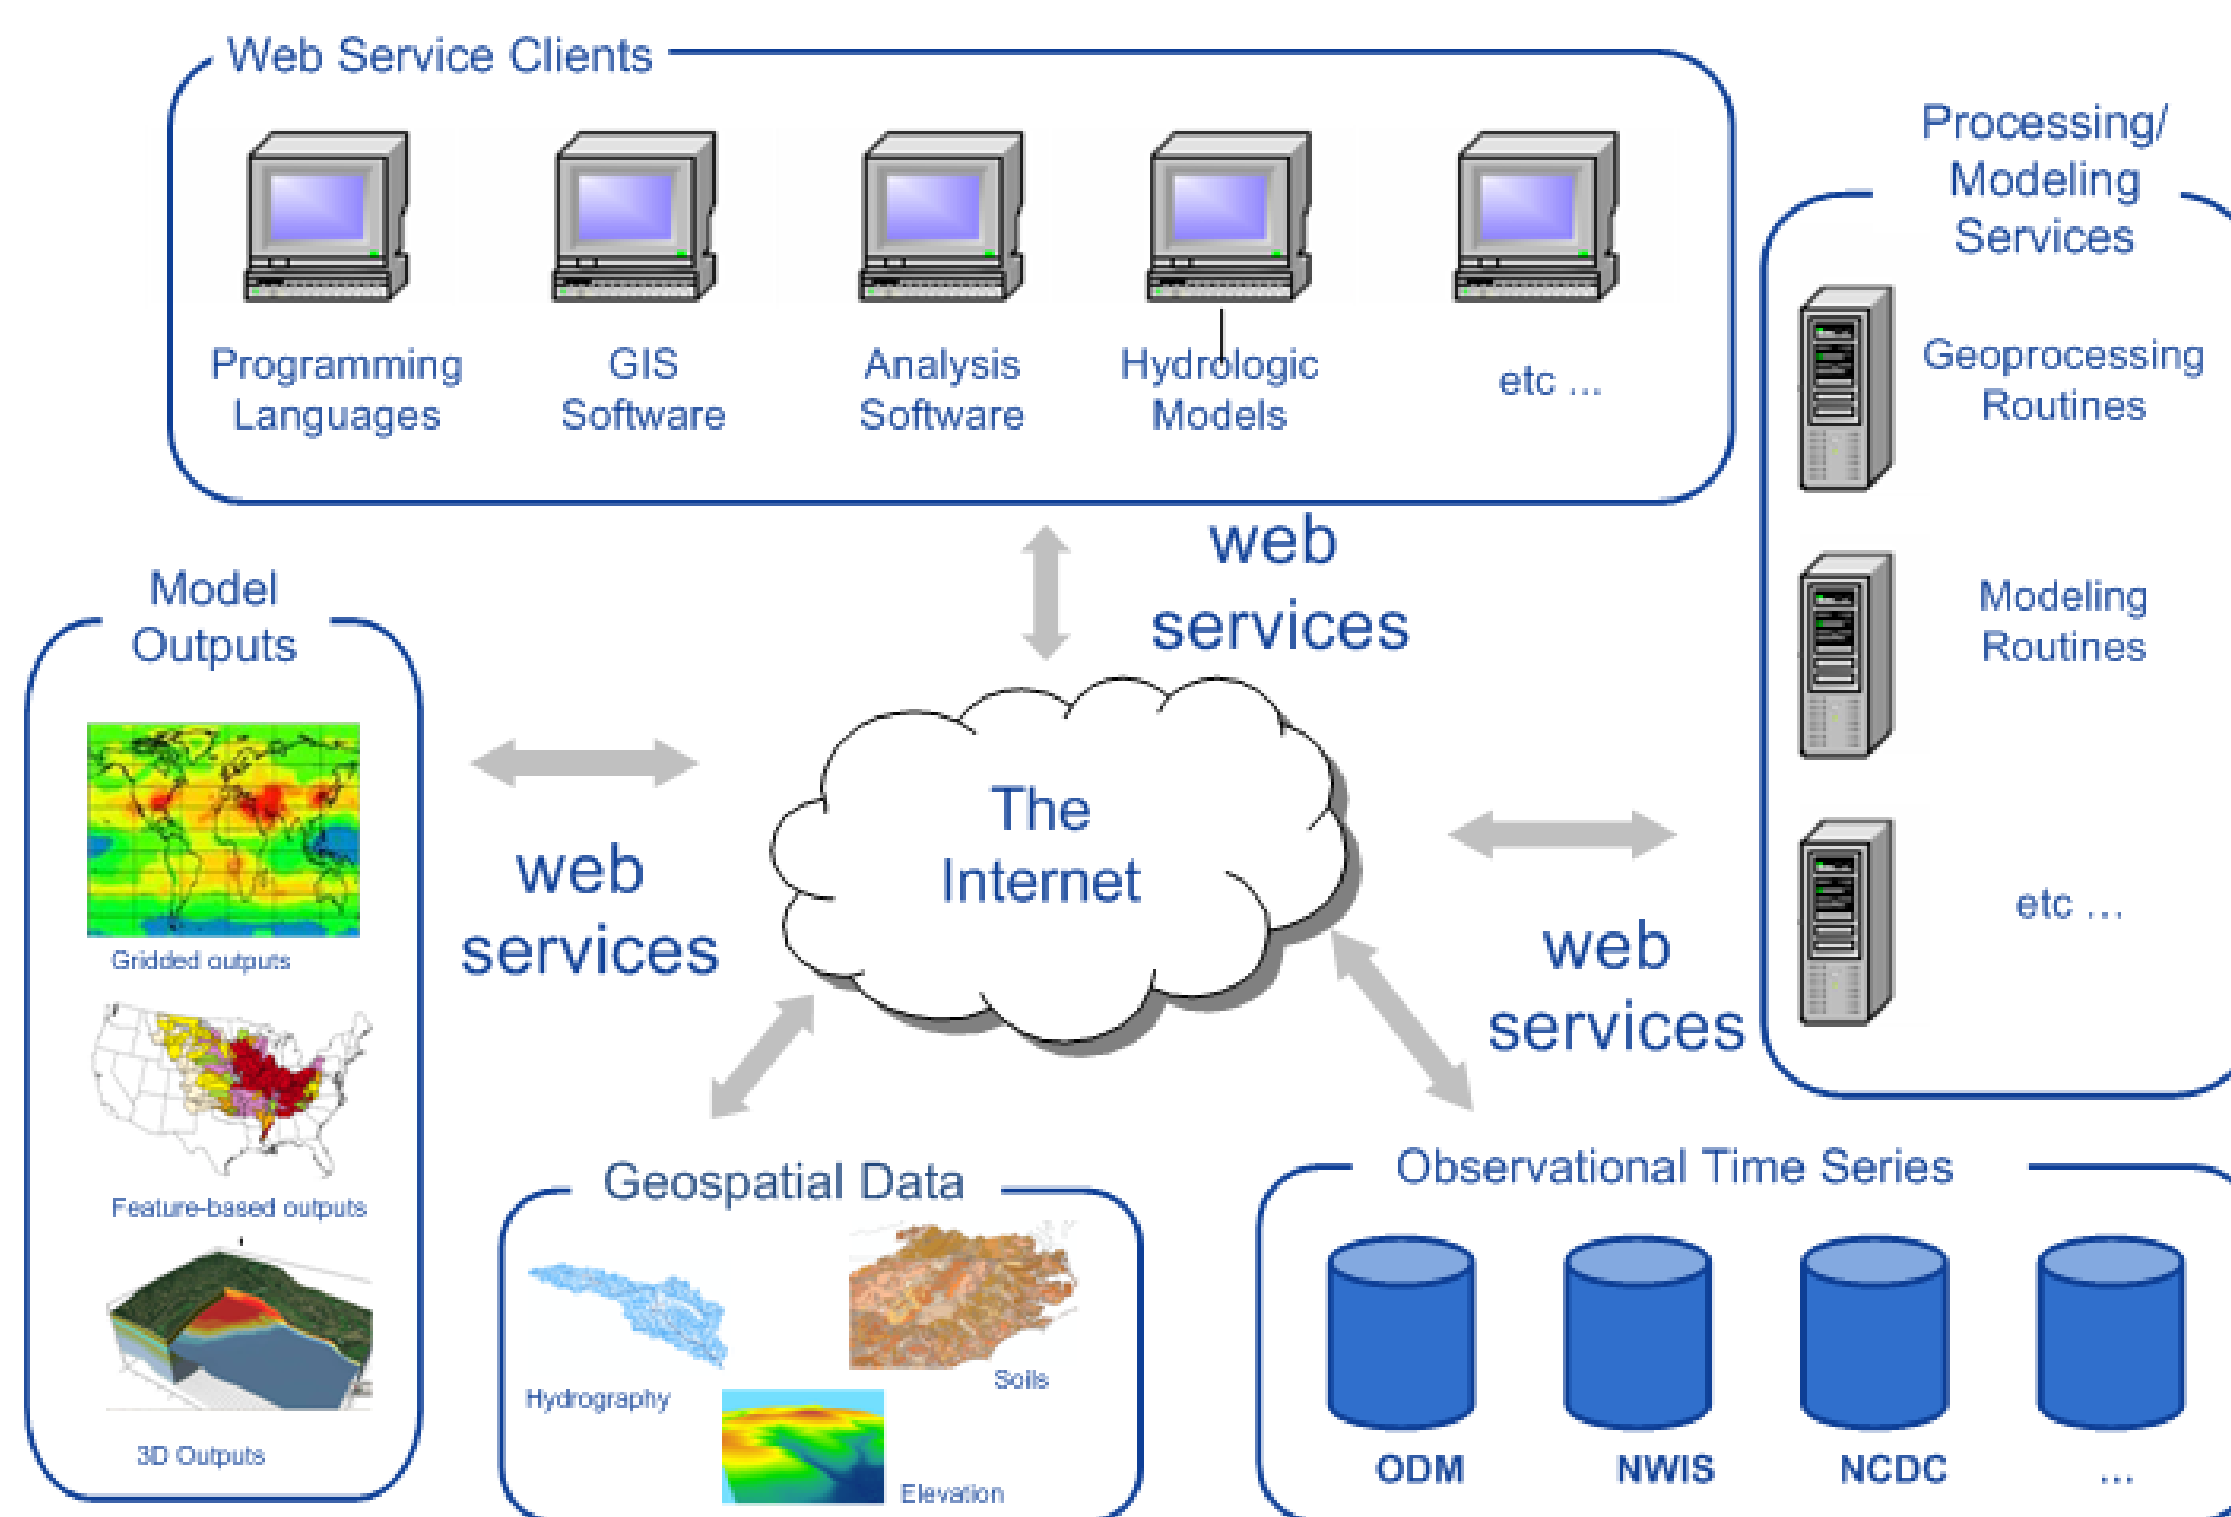 Web Service Clients
Programming
Languages
GIS
Software
Analysis
Software
Hydrologic
Models
etc ...
Processing/
Modeling
Services
Geoprocessing
Routines
Modeling
Routines
etc ...
web
services
Model
Outputs
Gridded outputs
Feature-based outputs
3D Outputs
web
services
The
Internet
web
services
Geospatial Data
Hydrography
Soils
Elevation
Observational Time Series
ODM
NWIS
NCDC
...